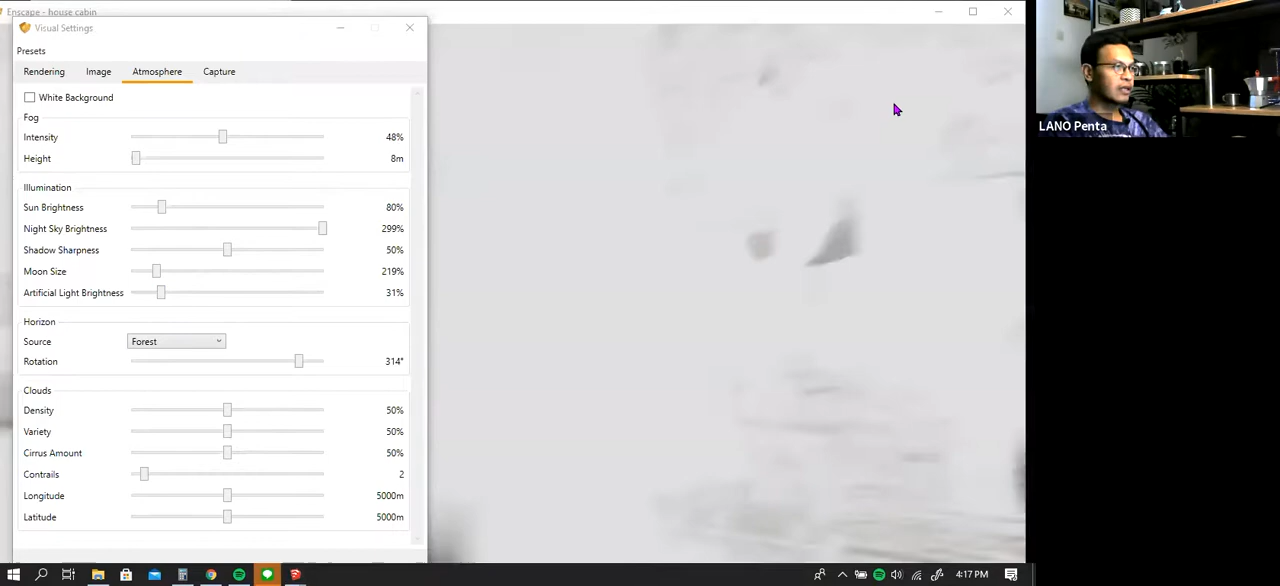 Enscape - house cabin
Visual Settings
Presets
Rendering Image Atmosphere Capture
White Background
Fog
Intensity 48%
Height 8m
Illumination
Sun Brightness 80%
Night Sky Brightness 299%
Shadow Sharpness 50%
Moon Size 219%
Artificial Light Brightness 31%
Horizon
Source Forest
Rotation 314°
Clouds
Density 50%
Variety 50%
Cirrus Amount 50%
Contrails 2
Longitude 5000m
Latitude 5000m
LANO Penta
4:17 PM